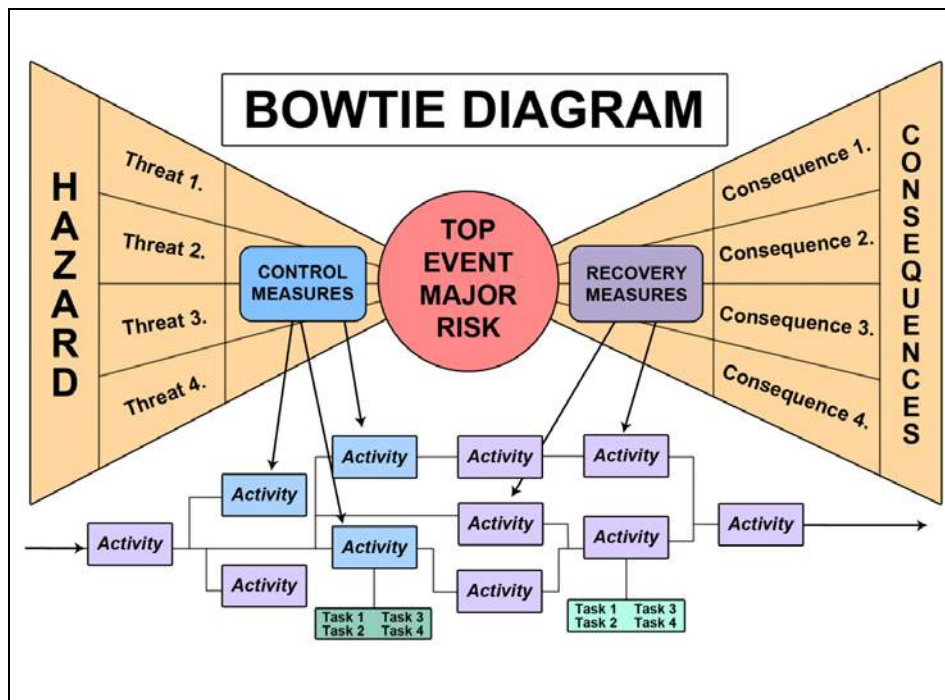 BOWTIE DIAGRAM
HAZARD
Threat 1.
Threat 2.
Threat 3.
Threat 4.
CONTROL
MEASURES
TOP
EVENT
MAJOR
RISK
RECOVERY
MEASURES
Consequence 1.
Consequence 2.
Consequence 3.
Consequence 4.
CONSEQUENCES
Activity
Activity
Activity
Activity
Activity
Activity
Activity
Activity
Activity
Activity
Activity
Task 1 Task 3
Task 2 Task 4
Task 1 Task 3
Task 2 Task 4